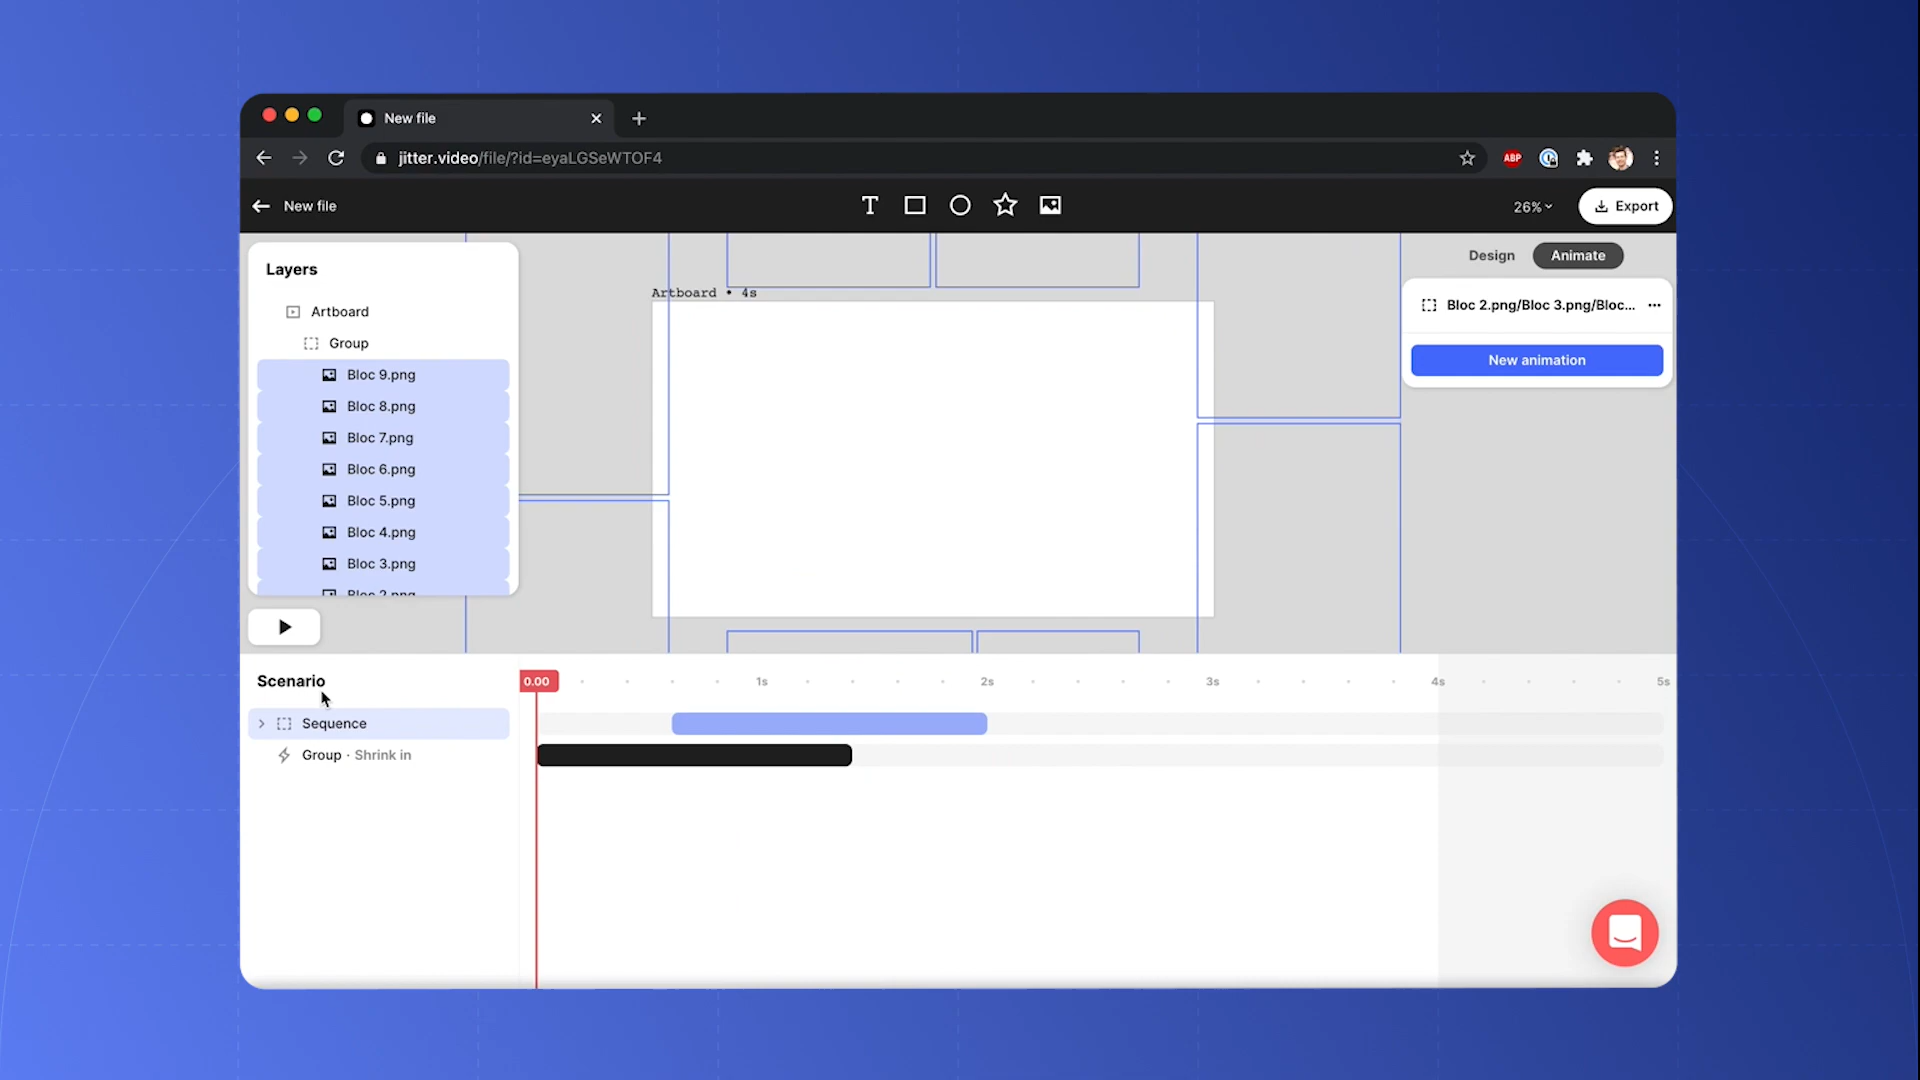 New file
jitter.video/file/?id=eyaLGSeWTOF4
ABP
New file
T
26%
Export
Layers
Artboard
Group
Bloc 9.png
Bloc 8.png
Bloc 7.png
Bloc 6.png
Bloc 5.png
Bloc 4.png
Bloc 3.png
Bloc 2.png
Artboard • 4s
Design
Animate
Bloc 2.png/Bloc 3.png/Bloc...
New animation
Scenario
0.00
1s
2s
3s
4s
5s
Sequence
Group · Shrink in